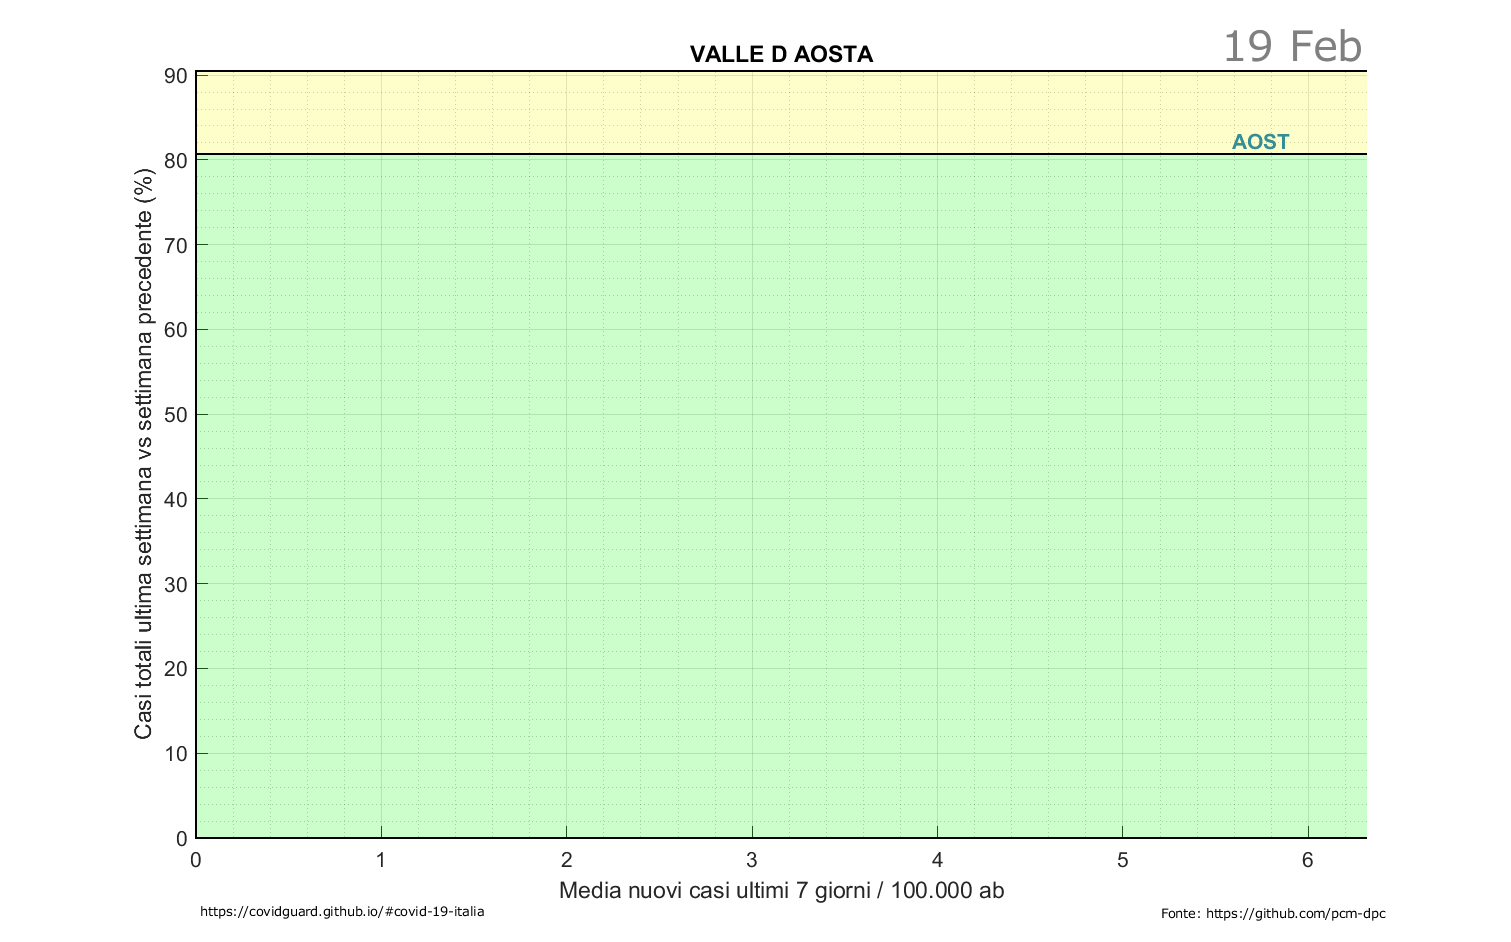 VALLE D AOSTA
19 Feb
90
80
70
60
50
40
30
20
10
0
AOST
Casi totali ultima settimana vs settimana precedente (%)
0 1 2 3 4 5 6
Media nuovi casi ultimi 7 giorni / 100.000 ab
https://covidguard.github.io/#covid-19-italia
Fonte: https://github.com/pcm-dpc